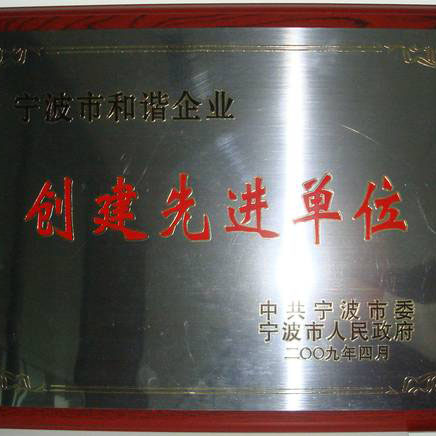 宁波市和谐企业
创建先进单位
中共宁波市委
宁波市人民政府
二〇〇九年四月